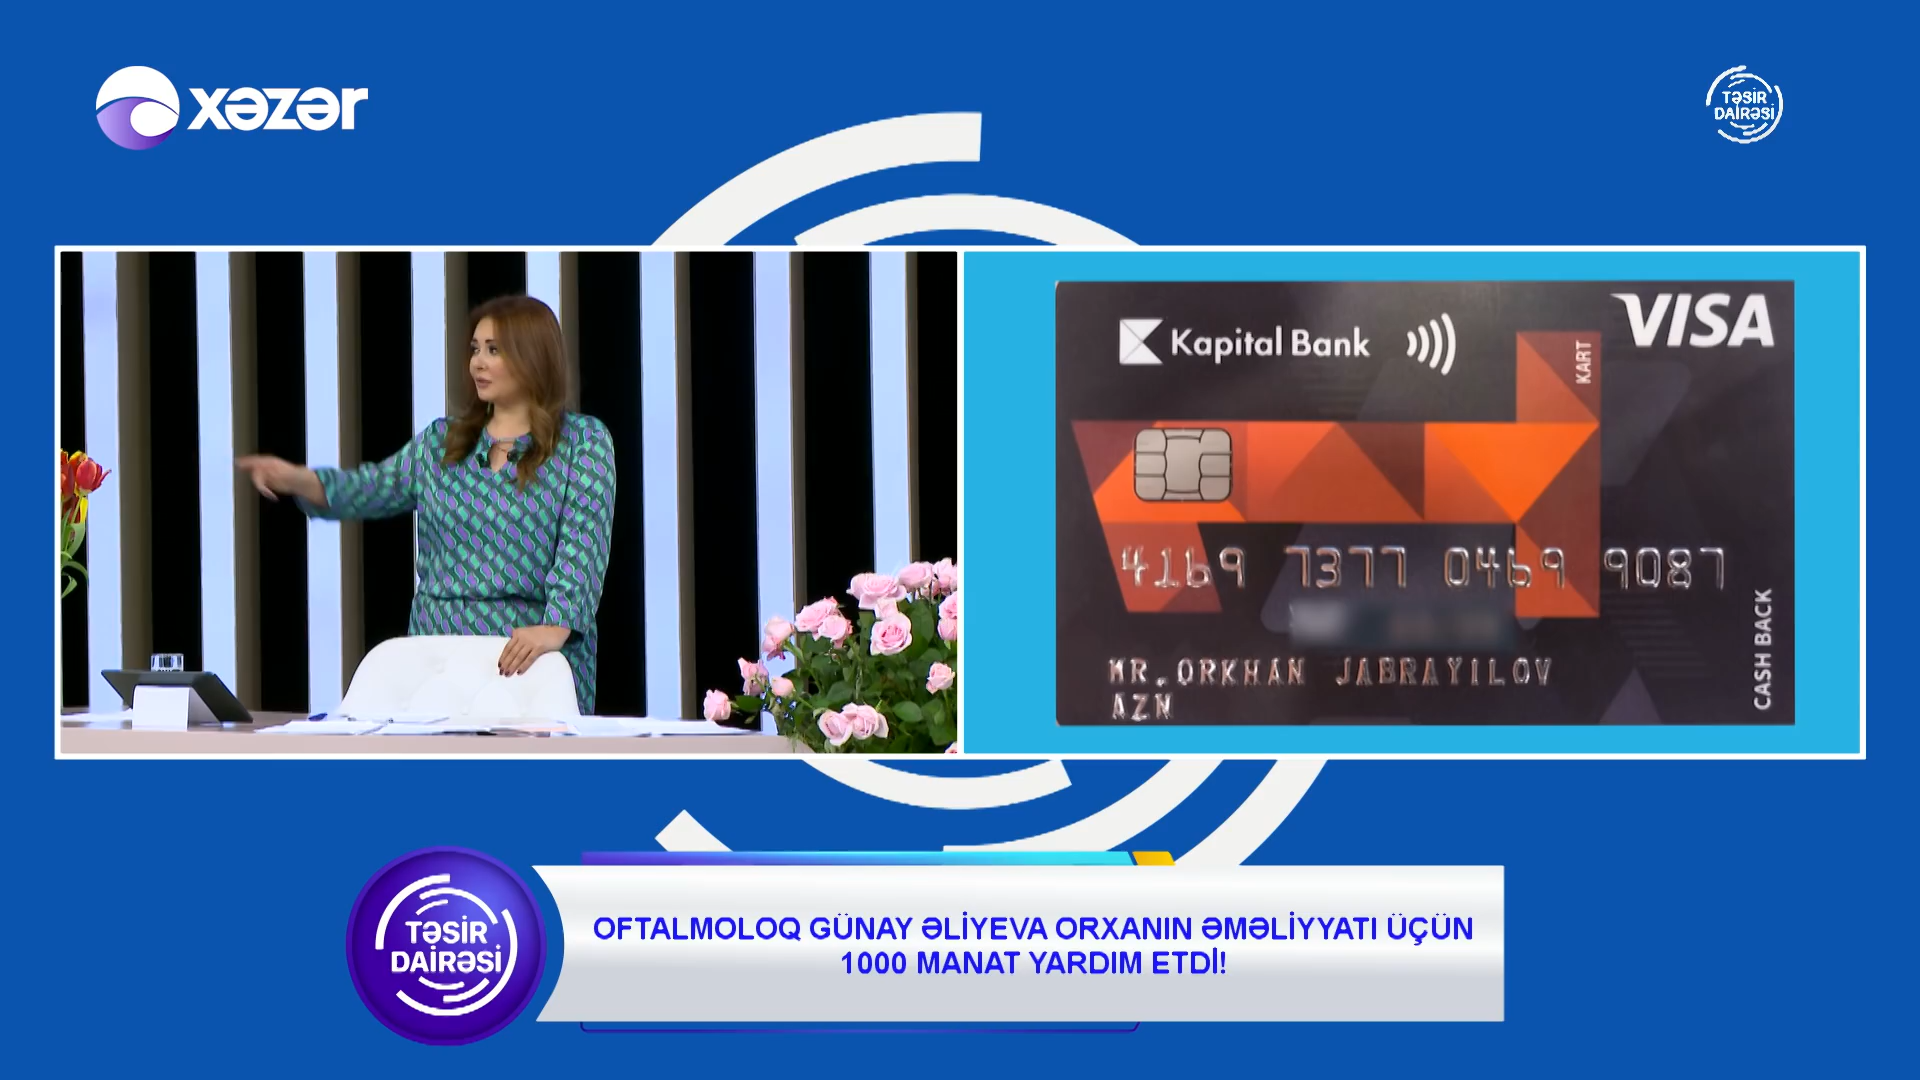 xəzər
TƏSİR
DAİRƏSİ
Kapital Bank
VISA
KART
4169 7377 0469 9087
CASH BACK
MR.ORKHAN JABRAYILOV
AZN
TƏSİR
DAİRƏSİ
OFTALMOLOQ GÜNAY ƏLİYEVA ORXANIN ƏMƏLİYYATI ÜÇÜN
1000 MANAT YARDIM ETDİ!